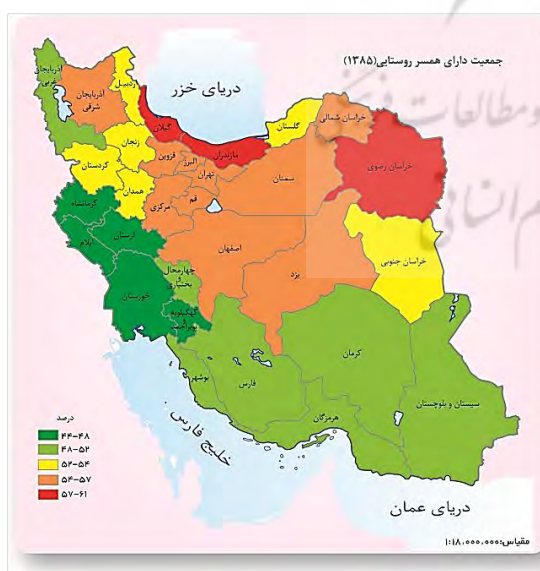 جمعیت دارای همسر روستایی(۱۳۸۵)
و مطالعات فرهنگی
م انسانی
دریای خزر
آذربایجان غربی
آذربایجان شرقی
اردبیل
گیلان
مازندران
گلستان
خراسان شمالی
خراسان رضوی
زنجان
قزوین
البرز
تهران
سمنان
کردستان
همدان
مرکزی
قم
کرمانشاه
لرستان
ایلام
اصفهان
یزد
خراسان جنوبی
چهارمحال و بختیاری
خوزستان
کهگیلویه و بویراحمد
فارس
کرمان
بوشهر
هرمزگان
سیستان و بلوچستان
خلیج فارس
دریای عمان
درصد
۴۴-۴۸
۴۸-۵۲
۵۲-۵۴
۵۴-۵۷
۵۷-۶۱
مقیاس:۱:۱۸,۰۰۰,۰۰۰